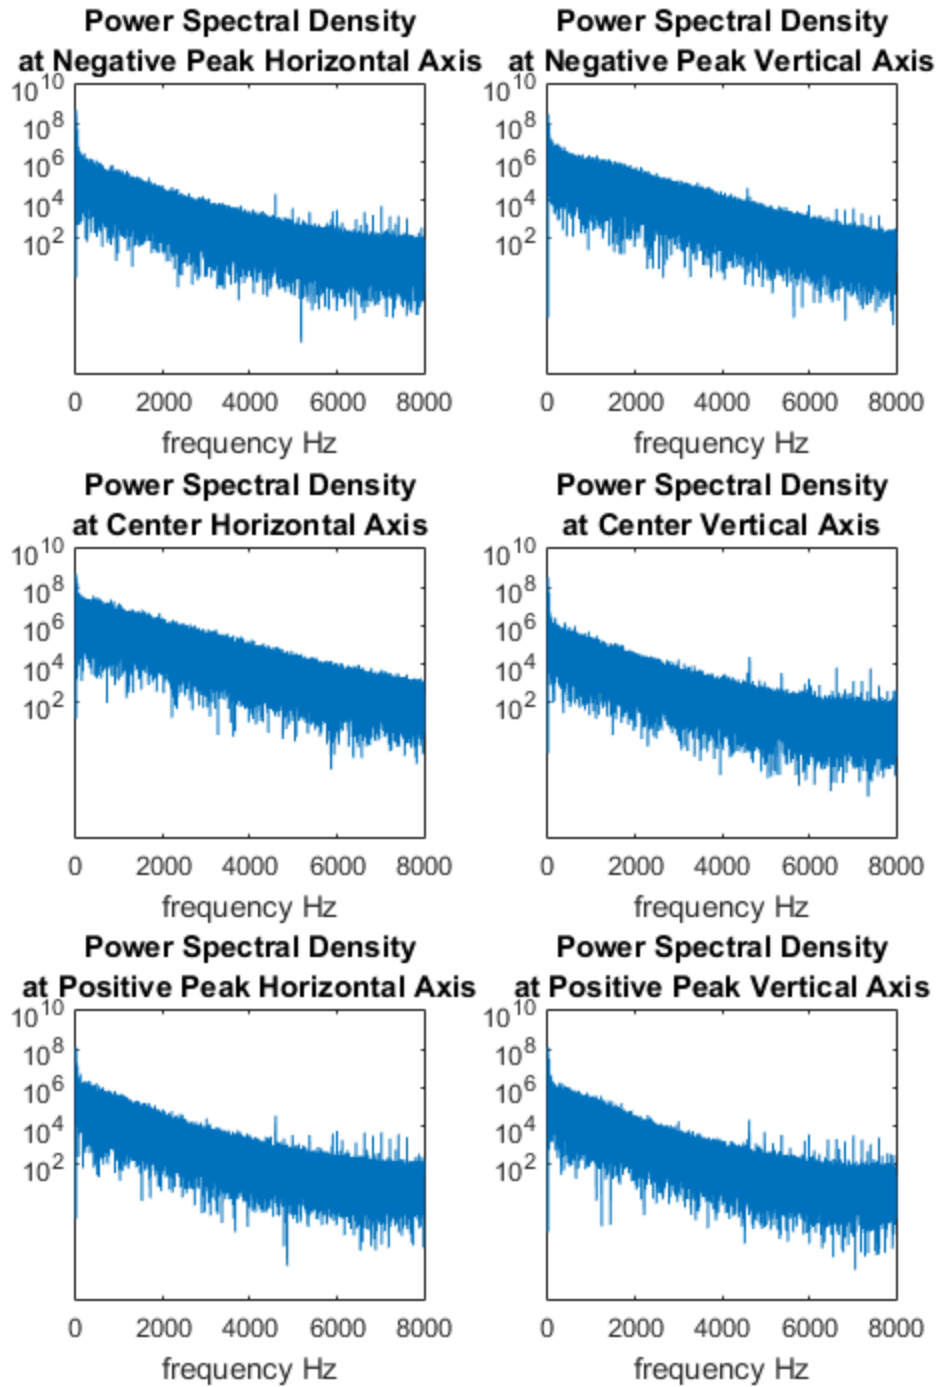 Power Spectral Density
at Negative Peak Horizontal Axis
10^10
10^8
10^6
10^4
10^2
0 2000 4000 6000 8000
frequency Hz
Power Spectral Density
at Negative Peak Vertical Axis
10^10
10^8
10^6
10^4
10^2
0 2000 4000 6000 8000
frequency Hz
Power Spectral Density
at Center Horizontal Axis
10^10
10^8
10^6
10^4
10^2
0 2000 4000 6000 8000
frequency Hz
Power Spectral Density
at Center Vertical Axis
10^10
10^8
10^6
10^4
10^2
0 2000 4000 6000 8000
frequency Hz
Power Spectral Density
at Positive Peak Horizontal Axis
10^10
10^8
10^6
10^4
10^2
0 2000 4000 6000 8000
frequency Hz
Power Spectral Density
at Positive Peak Vertical Axis
10^10
10^8
10^6
10^4
10^2
0 2000 4000 6000 8000
frequency Hz